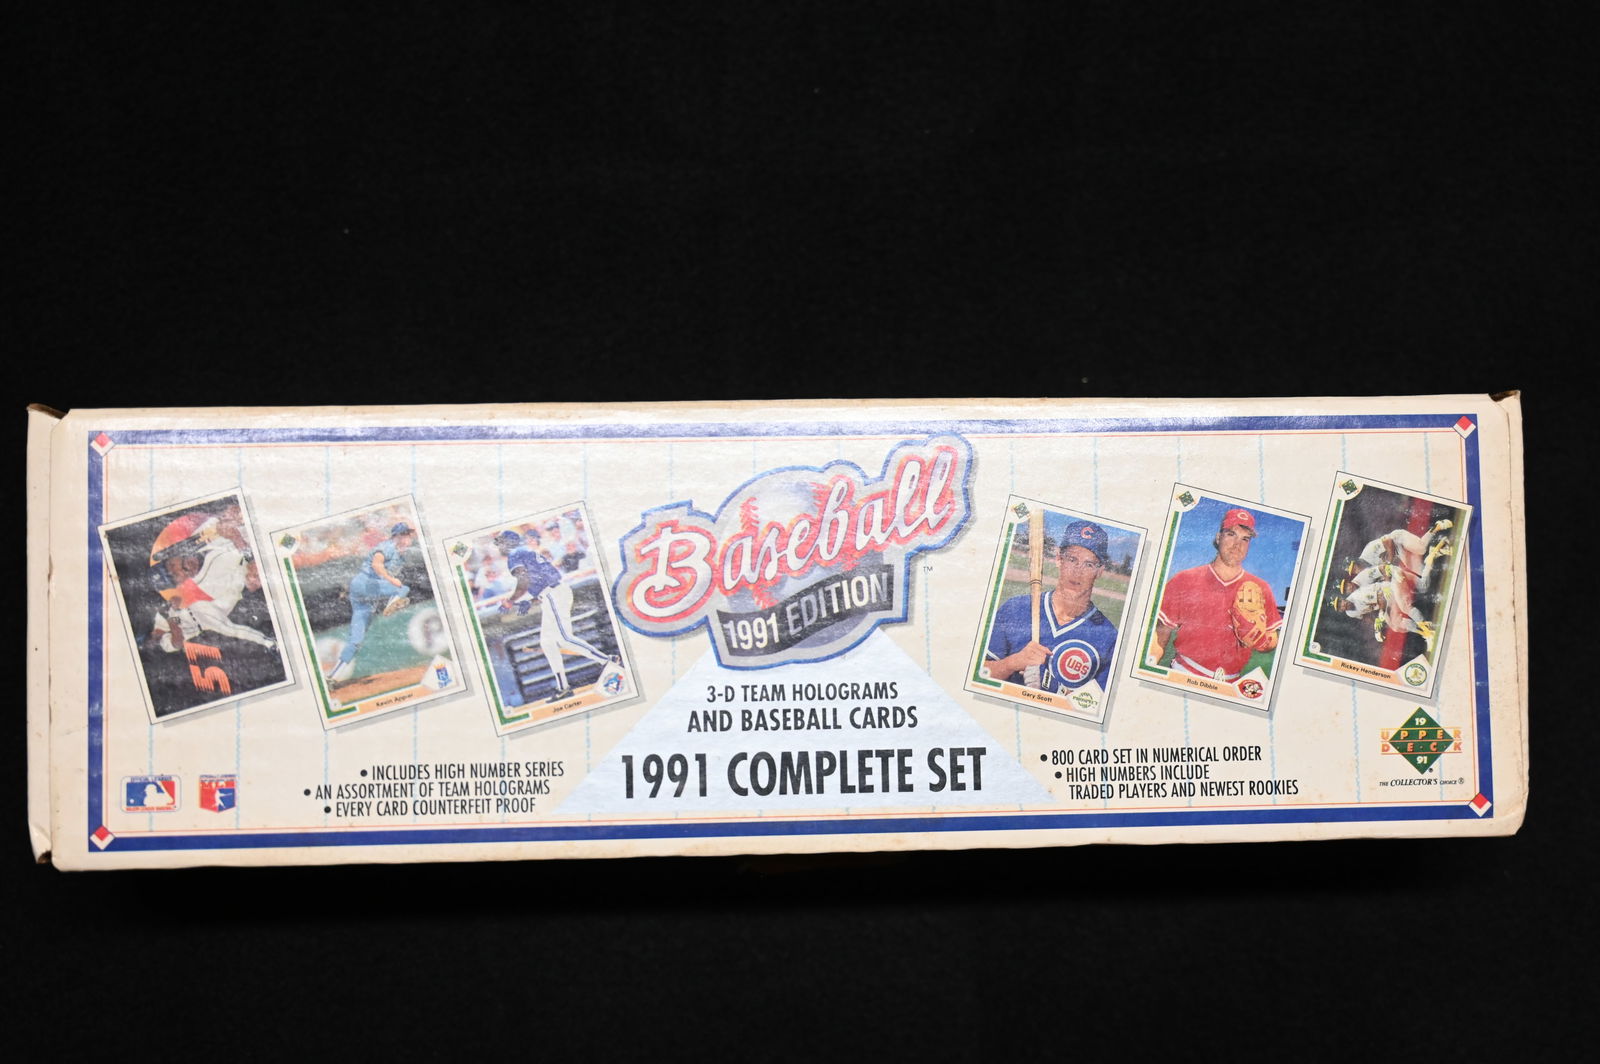 Baseball™
1991 EDITION
3-D TEAM HOLOGRAMS
AND BASEBALL CARDS
1991 COMPLETE SET
• INCLUDES HIGH NUMBER SERIES
• AN ASSORTMENT OF TEAM HOLOGRAMS
• EVERY CARD COUNTERFEIT PROOF
• 800 CARD SET IN NUMERICAL ORDER
• HIGH NUMBERS INCLUDE
TRADED PLAYERS AND NEWEST ROOKIES
51
Kevin Appier
Joe Carter
Gary Scott
CUBS
Rob Dibble
Rickey Henderson
19
UPPER
D·E·C·K
91
THE COLLECTOR'S CHOICE®